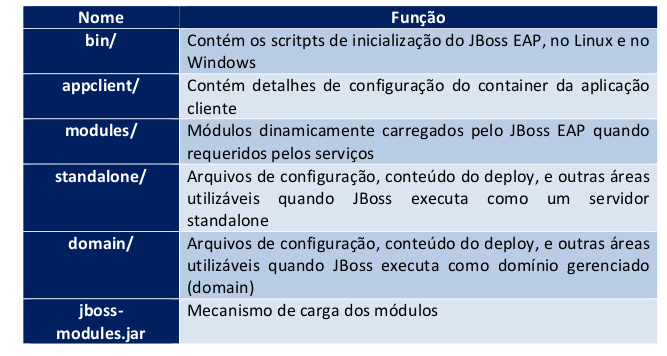 Nome Função
bin/ Contém os scritpts de inicialização do JBoss EAP, no Linux e no
Windows
appclient/ Contém detalhes de configuração do container da aplicação
cliente
modules/ Módulos dinamicamente carregados pelo JBoss EAP quando
requeridos pelos serviços
standalone/ Arquivos de configuração, conteúdo do deploy, e outras áreas
utilizáveis quando JBoss executa como um servidor
standalone
domain/ Arquivos de configuração, conteúdo do deploy, e outras áreas
utilizáveis quando JBoss executa como domínio gerenciado
(domain)
jboss- Mecanismo de carga dos módulos
modules.jar